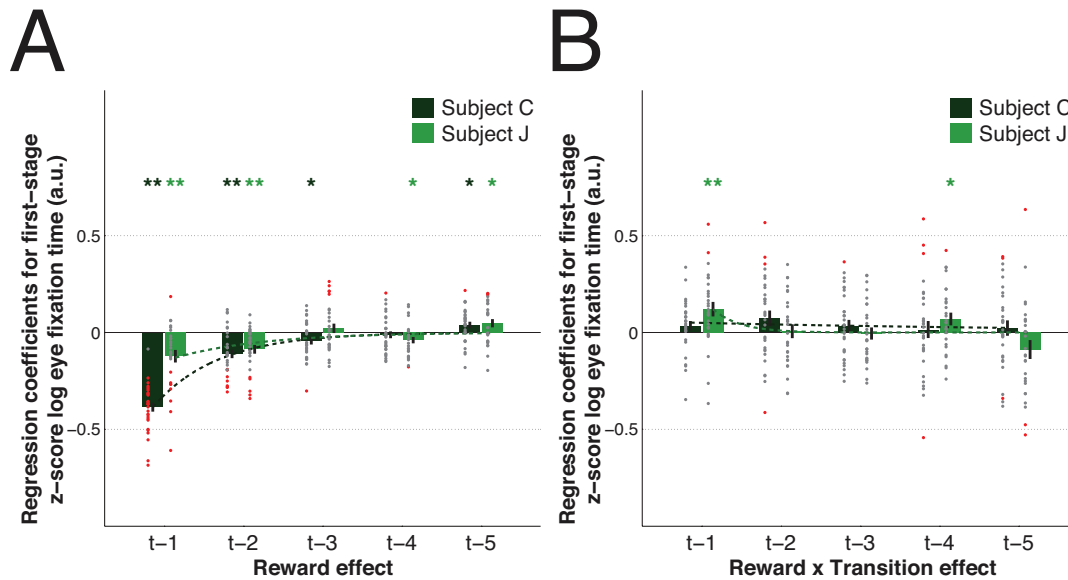 A
B
Subject C
Subject J
Subject C
Subject J
Regression coefficients for first−stage
z−score log eye fixation time (a.u.)
Regression coefficients for first−stage
z−score log eye fixation time (a.u.)
** ** ** ** * * * *
** *
0.5
0
−0.5
0.5
0
−0.5
t−1 t−2 t−3 t−4 t−5
t−1 t−2 t−3 t−4 t−5
Reward effect
Reward x Transition effect